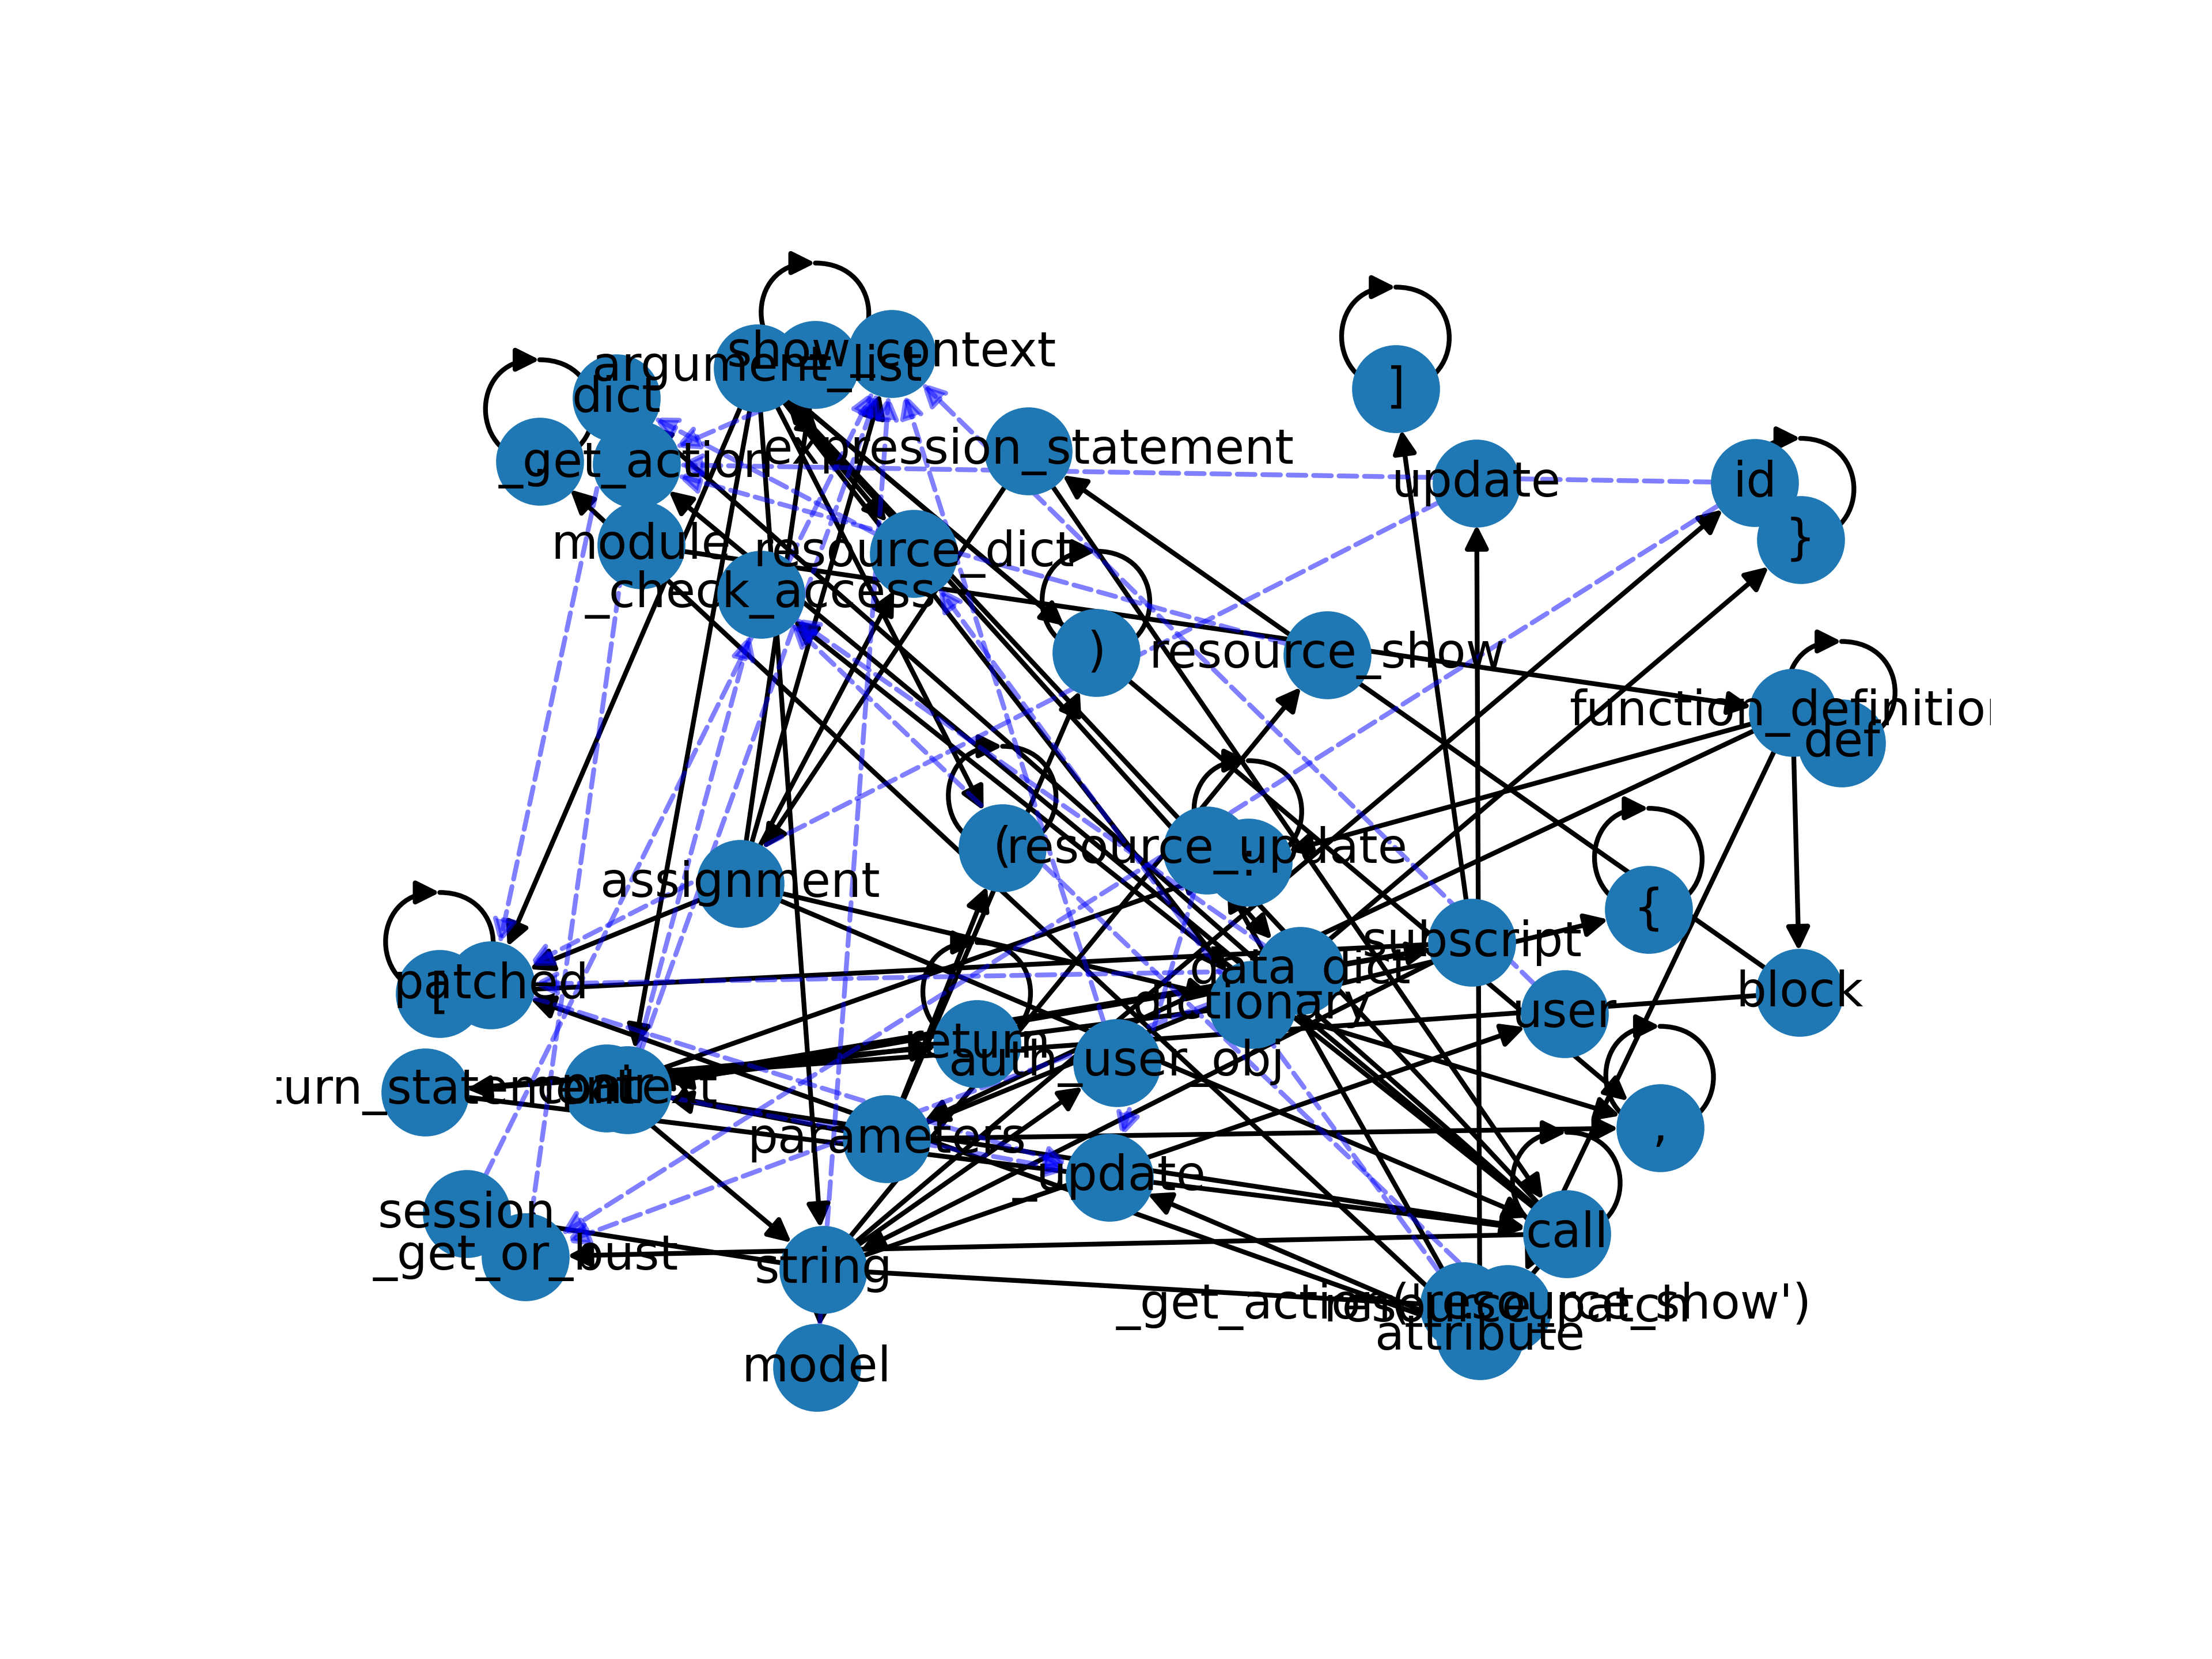 show_context
argument_list
]
dict
expression_statement
_get_action
update
id
}
module
resource_dict
_check_access
)
resource_show
function_definition
def
(
resource_update
:
assignment
{
subscript
data_dict
patched
[
block
dictionary
user
return
auth_user_obj
turn_statement
context
,
parameters
_update
session
call
_get_or_bust
string
_get_action('resource_show')
resource_patch
attribute
model